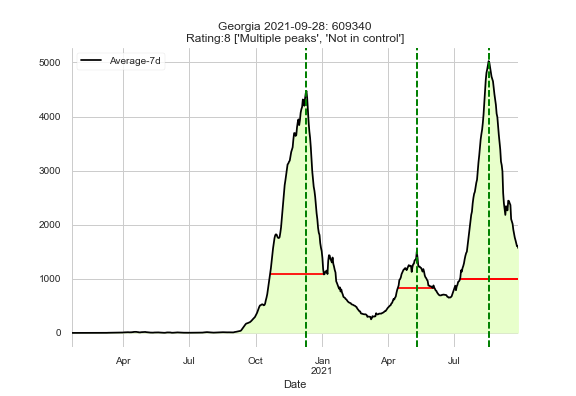 Georgia 2021-09-28: 609340
Rating:8 ['Multiple peaks', 'Not in control']
Average-7d
5000
4000
3000
2000
1000
0
Apr
Jul
Oct
Jan
2021
Apr
Jul
Date